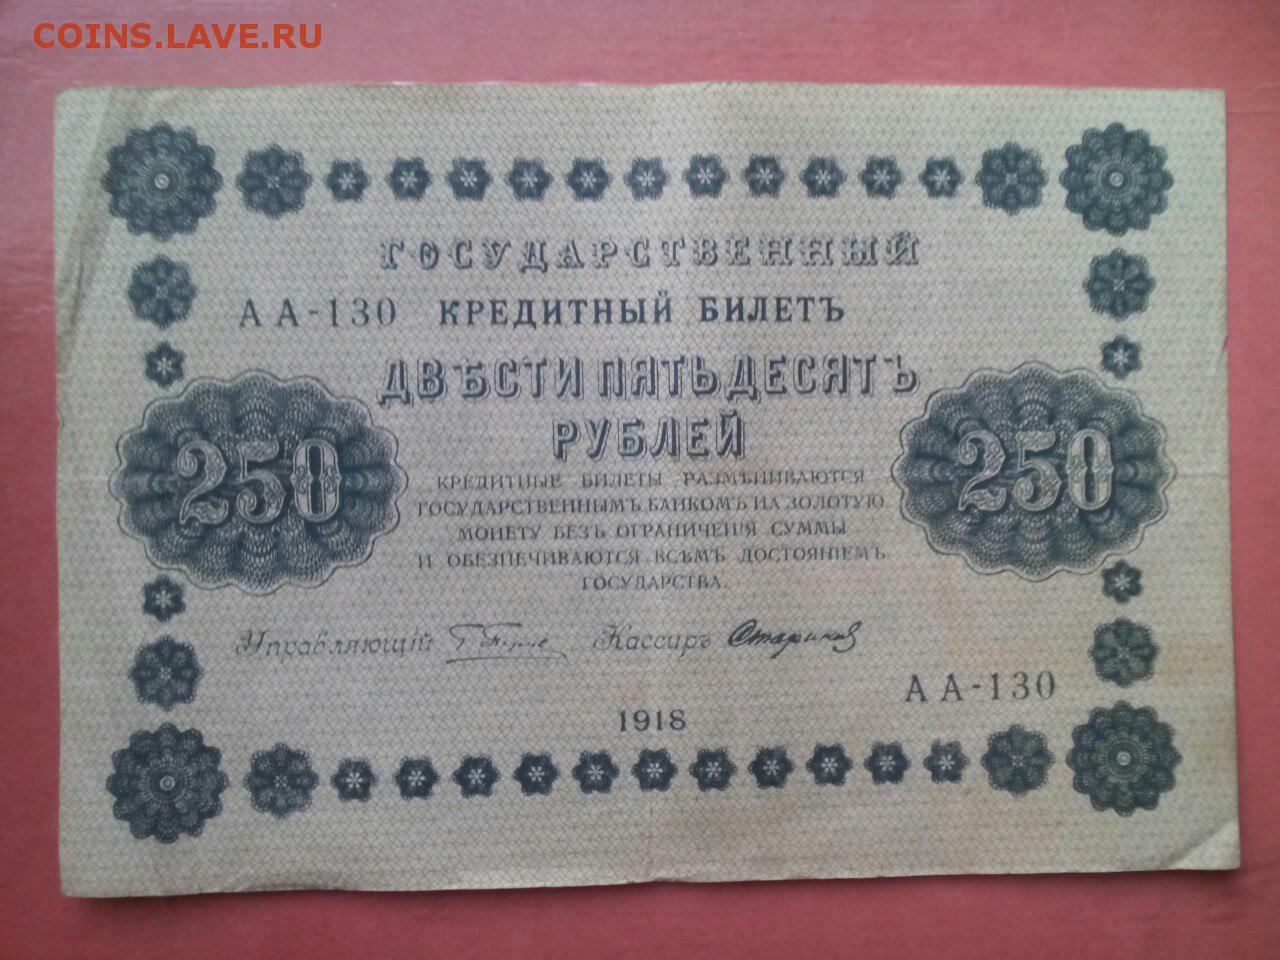 COINS.LAVE.RU
ГОСУДАРСТВЕННЫЙ
АА-130 КРЕДИТНЫЙ БИЛЕТЪ
ДВѢСТИ ПЯТЬДЕСЯТЪ
РУБЛЕЙ
250
250
КРЕДИТНЫЕ БИЛЕТЫ РАЗМѢНИВАЮТСЯ
ГОСУДАРСТВЕННЫМЪ БАНКОМЪ НА ЗОЛОТУЮ
МОНЕТУ БЕЗЪ ОГРАНИЧЕНІЯ СУММЫ
И ОБЕЗПЕЧИВАЮТСЯ ВСѢМЪ ДОСТОЯНІЕМЪ
ГОСУДАРСТВА.
Управляющій Кассиръ Стариков
АА-130
1918